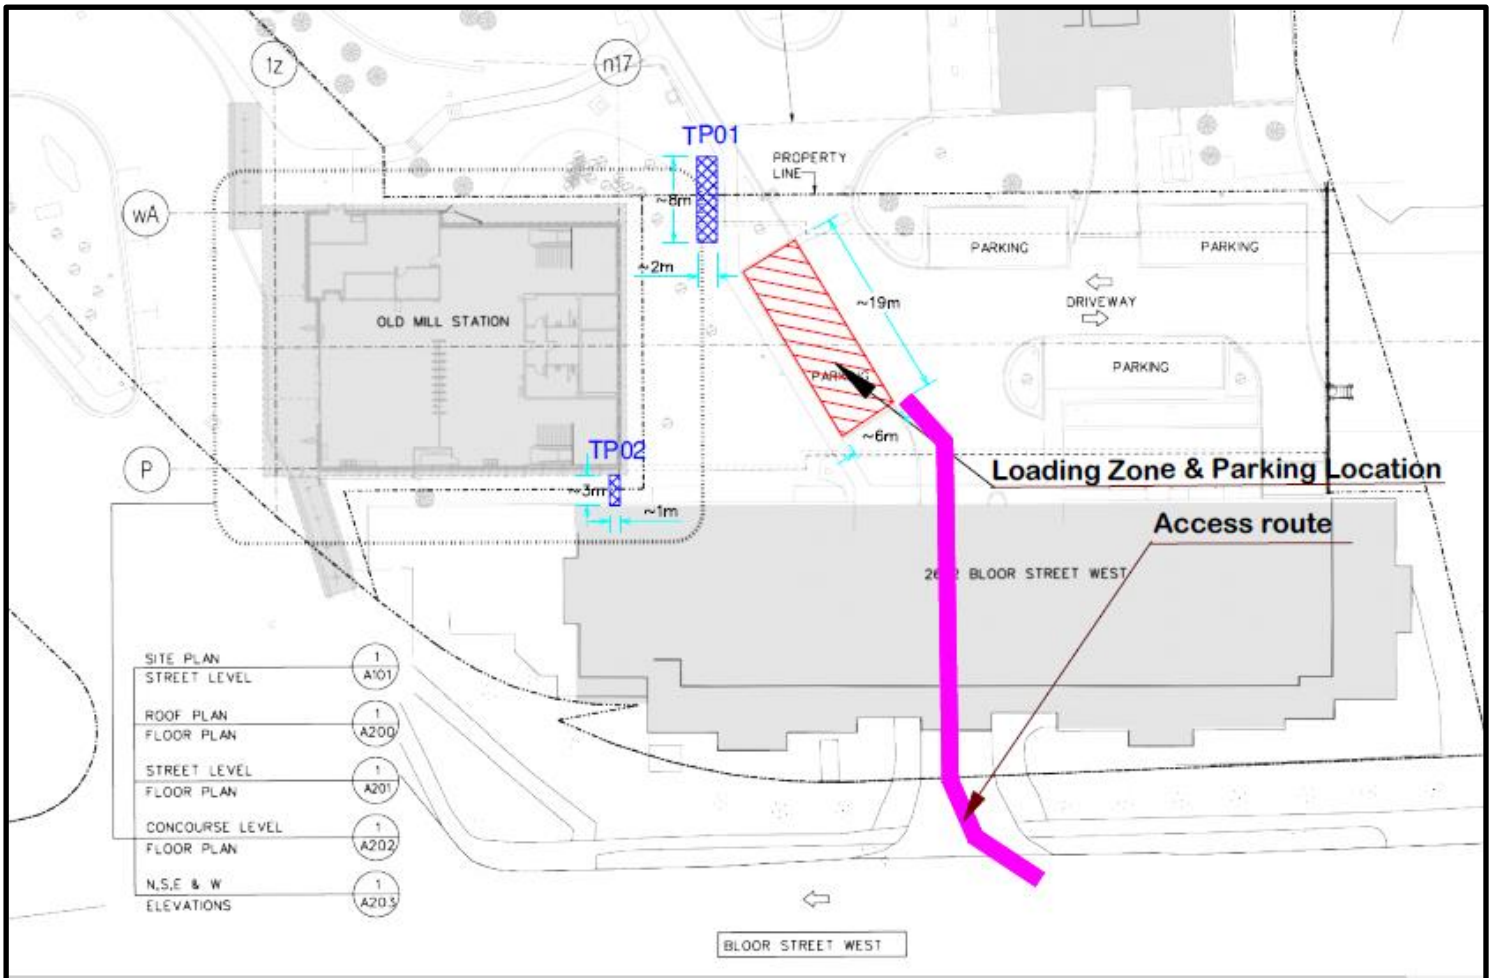 1z
n17
TP01
PROPERTY
LINE
~8m
wA
PARKING
PARKING
~2m
~19m
DRIVEWAY
OLD MILL STATION
PARKING
PARKING
~6m
TP02
P
Loading Zone & Parking Location
~3m
~1m
Access route
BLOOR STREET WEST
SITE PLAN
STREET LEVEL
1
A101
ROOF PLAN
FLOOR PLAN
1
A200
STREET LEVEL
FLOOR PLAN
1
A201
CONCOURSE LEVEL
FLOOR PLAN
1
A202
N,S,E & W
ELEVATIONS
1
A203
BLOOR STREET WEST